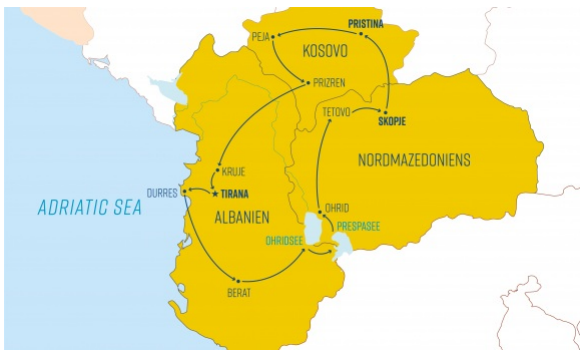 PRISTINA
PEJA
KOSOVO
PRIZREN
TETOVO
SKOPJE
NORDMAZEDONIENS
KRUJE
DURRES
TIRANA
ADRIATIC SEA
ALBANIEN
OHRID
PRESPASEE
OHRIDSEE
BERAT